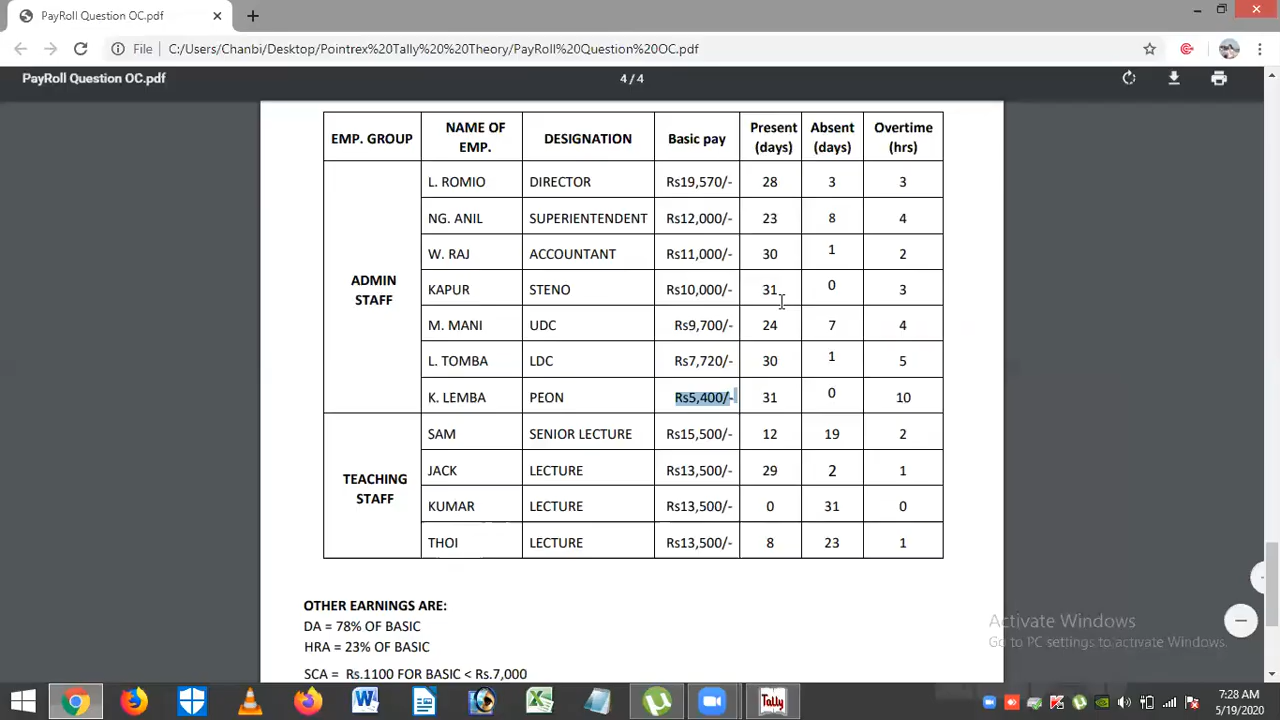 PayRoll Question OC.pdf
File C:/Users/Chanbi/Desktop/Pointrex%20Tally%20%20Theory/PayRoll%20Question%20OC.pdf
PayRoll Question OC.pdf 4 / 4
EMP. GROUP NAME OF EMP. DESIGNATION Basic pay Present (days) Absent (days) Overtime (hrs)
ADMIN STAFF
L. ROMIO DIRECTOR Rs19,570/- 28 3 3
NG. ANIL SUPERIENTENDENT Rs12,000/- 23 8 4
W. RAJ ACCOUNTANT Rs11,000/- 30 1 2
KAPUR STENO Rs10,000/- 31 0 3
M. MANI UDC Rs9,700/- 24 7 4
L. TOMBA LDC Rs7,720/- 30 1 5
K. LEMBA PEON Rs5,400/- 31 0 10
TEACHING STAFF
SAM SENIOR LECTURE Rs15,500/- 12 19 2
JACK LECTURE Rs13,500/- 29 2 1
KUMAR LECTURE Rs13,500/- 0 31 0
THOI LECTURE Rs13,500/- 8 23 1
OTHER EARNINGS ARE:
DA = 78% OF BASIC
HRA = 23% OF BASIC
SCA = Rs.1100 FOR BASIC < Rs.7,000
Activate Windows
Go to PC settings to activate Windows.
Tally
7:28 AM
5/19/2020